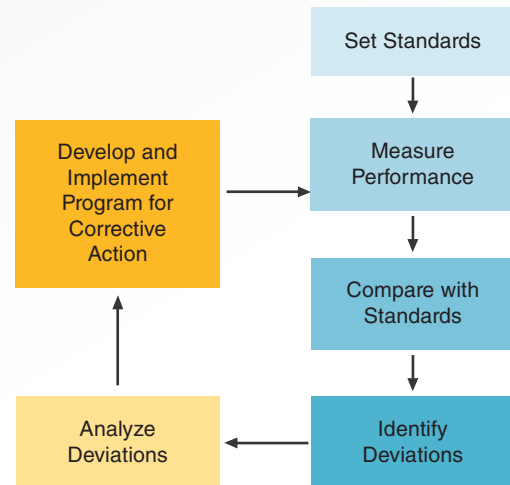 Set Standards
Measure
Performance
Compare with
Standards
Identify
Deviations
Analyze
Deviations
Develop and
Implement
Program for
Corrective
Action